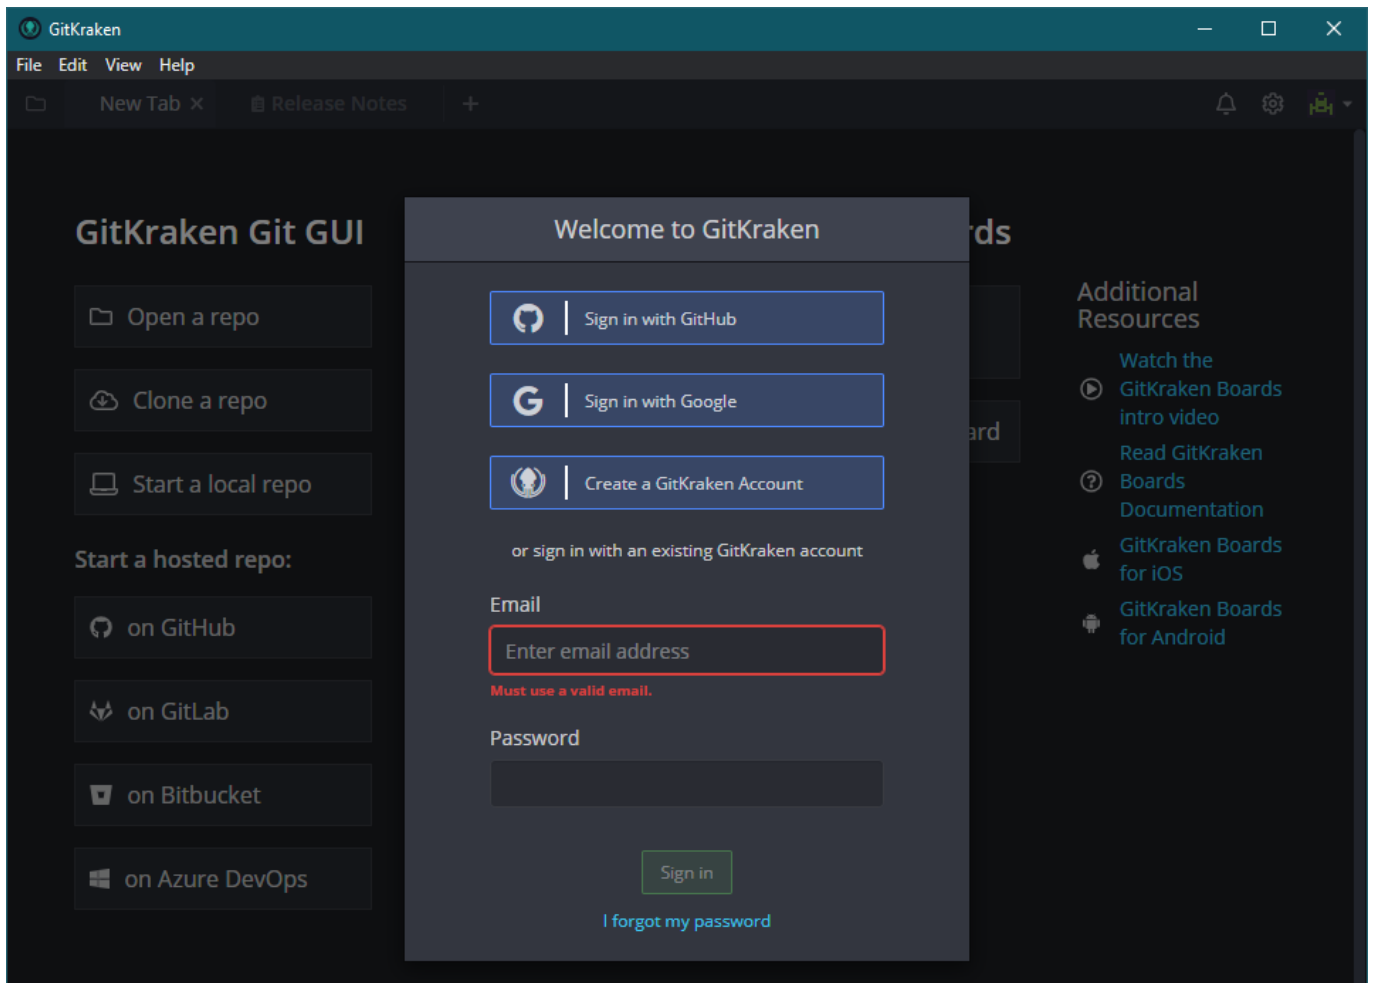 GitKraken
File Edit View Help
New Tab
Release Notes
GitKraken Git GUI
Open a repo
Clone a repo
Start a local repo
Start a hosted repo:
on GitHub
on GitLab
on Bitbucket
on Azure DevOps
Welcome to GitKraken
Sign in with GitHub
Sign in with Google
Create a GitKraken Account
or sign in with an existing GitKraken account
Email
Enter email address
Must use a valid email.
Password
Sign in
I forgot my password
rds
ard
Additional
Resources
Watch the
GitKraken Boards
intro video
Read GitKraken
Boards
Documentation
GitKraken Boards
for iOS
GitKraken Boards
for Android